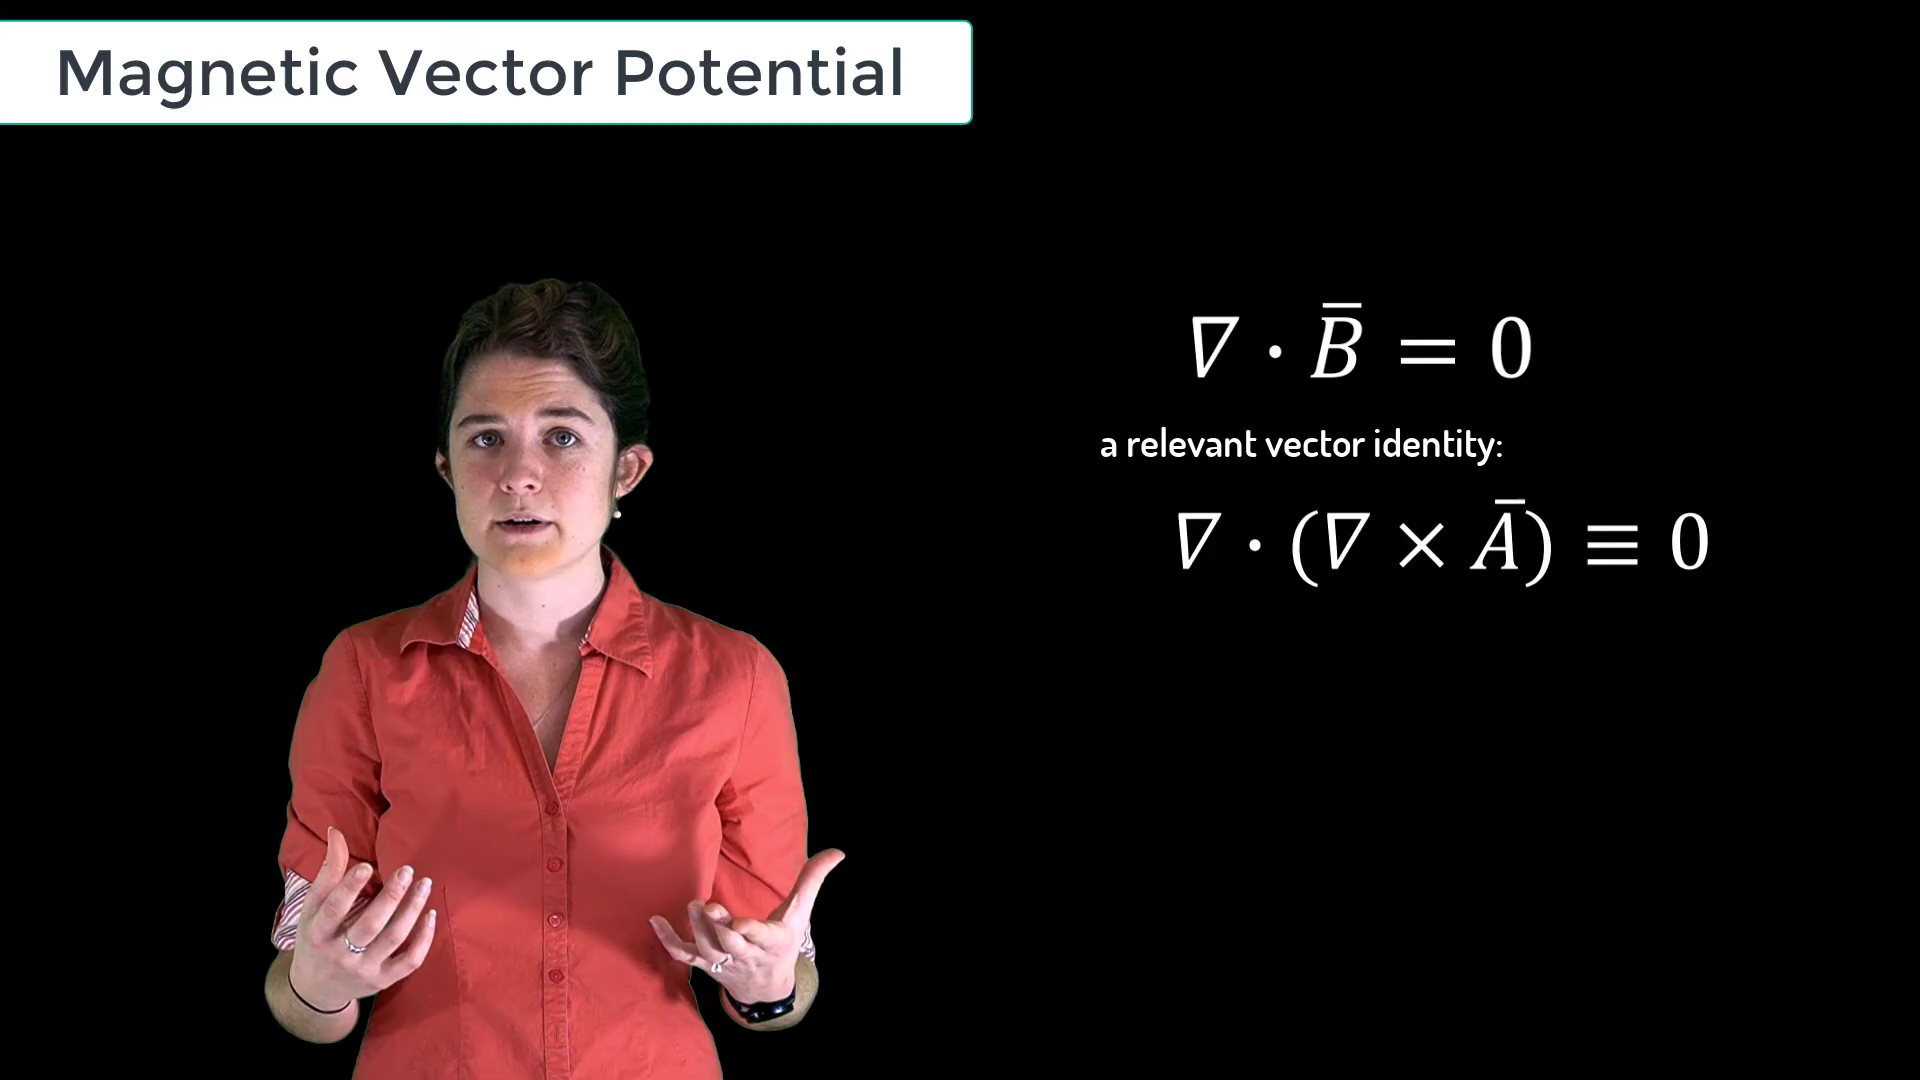 Magnetic Vector Potential
∇ · B̅ = 0
a relevant vector identity:
∇ · (∇ × A̅) ≡ 0